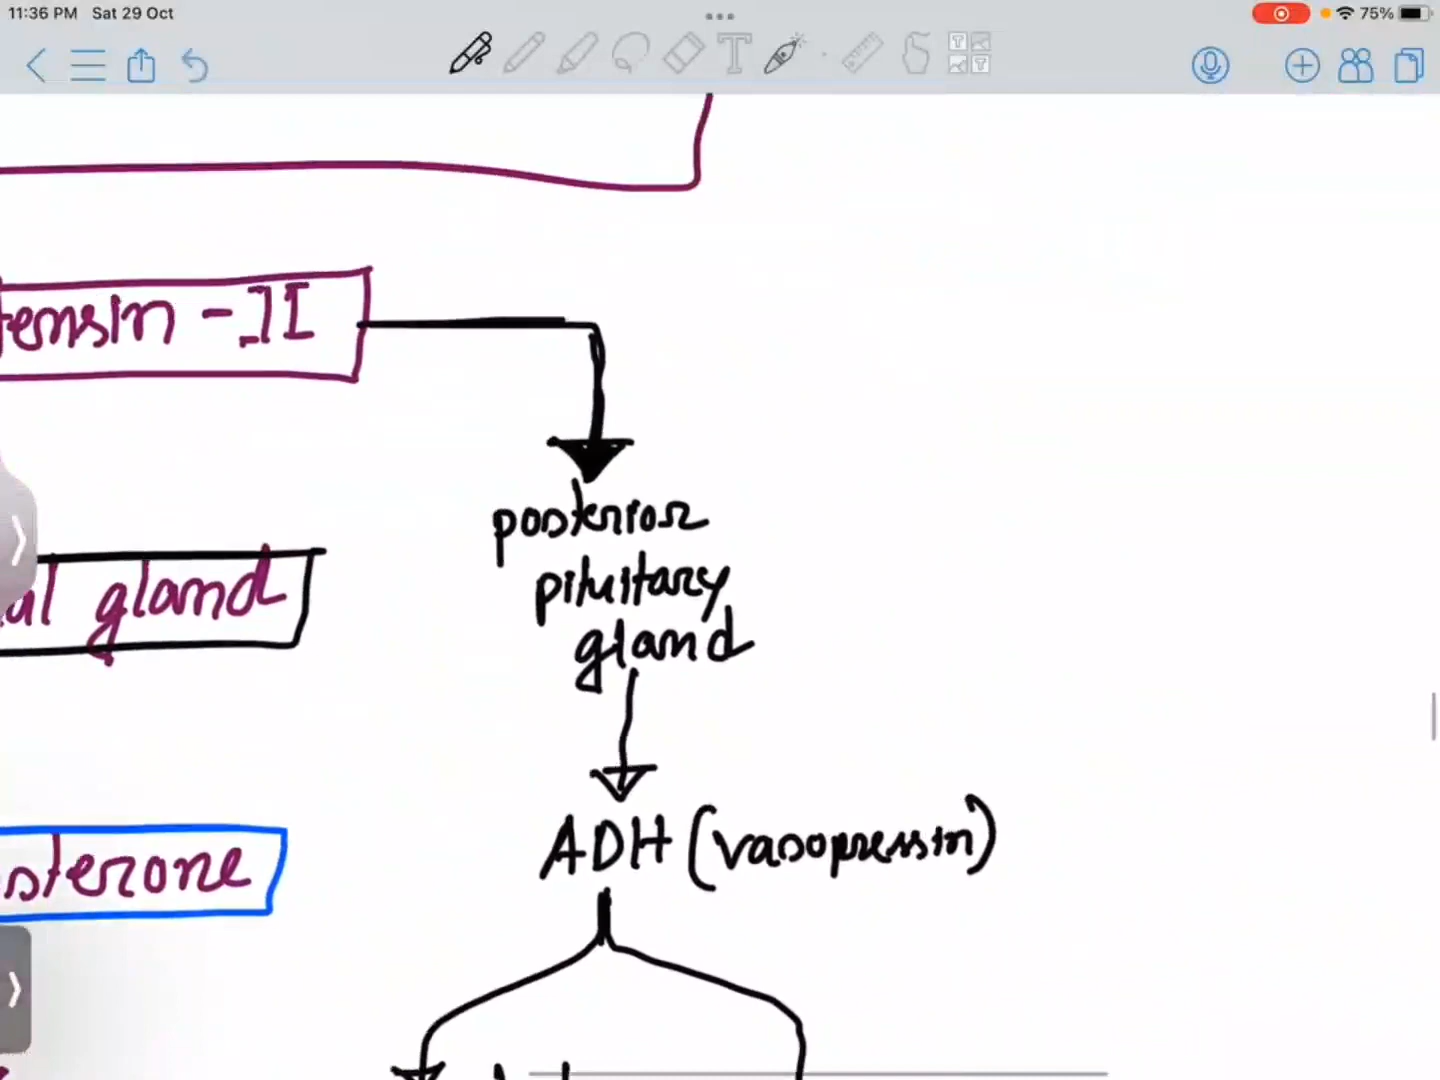 11:36 PM Sat 29 Oct
75%
tensin - II
posterior
pituitary
gland
al gland
ADH (vasopressin)
sterone